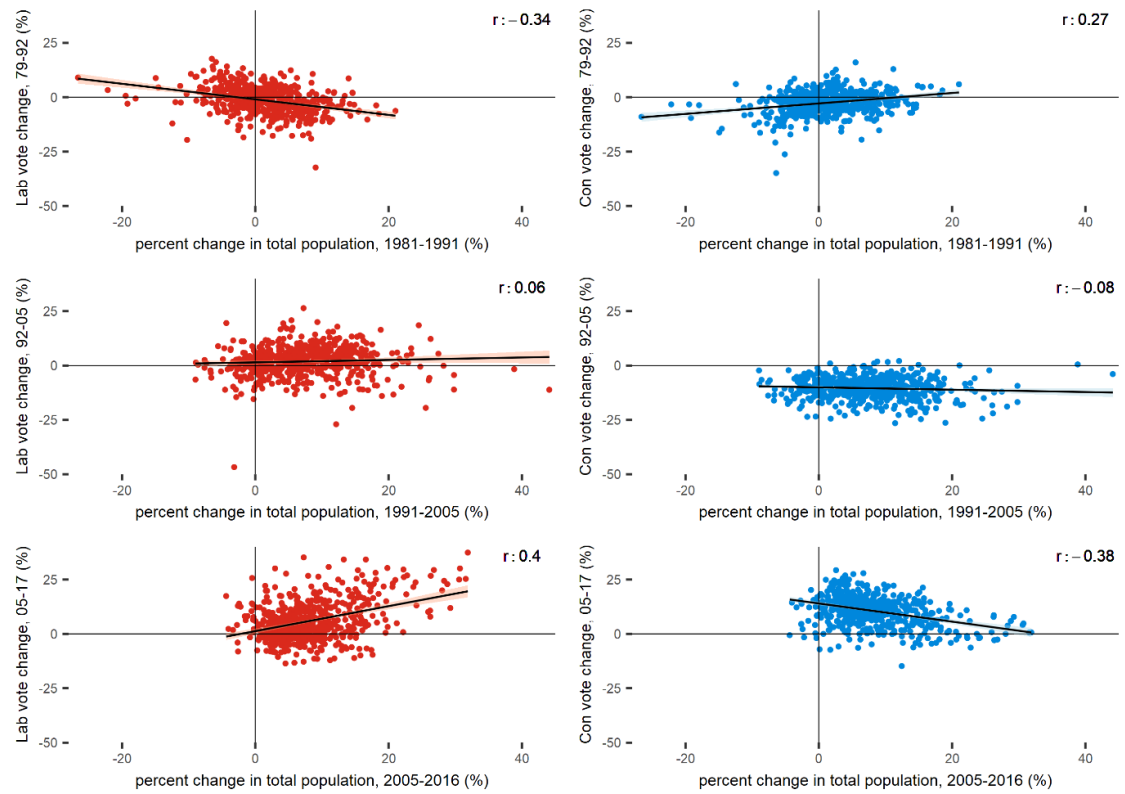 r: − 0.34
25
0
-25
-50
Lab vote change, 79-92 (%)
-20 0 20 40
percent change in total population, 1981-1991 (%)
r: 0.27
25
0
-25
-50
Con vote change, 79-92 (%)
-20 0 20 40
percent change in total population, 1981-1991 (%)
r: 0.06
25
0
-25
-50
Lab vote change, 92-05 (%)
-20 0 20 40
percent change in total population, 1991-2005 (%)
r: − 0.08
25
0
-25
-50
Con vote change, 92-05 (%)
-20 0 20 40
percent change in total population, 1991-2005 (%)
r: 0.4
25
0
-25
-50
Lab vote change, 05-17 (%)
-20 0 20 40
percent change in total population, 2005-2016 (%)
r: − 0.38
25
0
-25
-50
Con vote change, 05-17 (%)
-20 0 20 40
percent change in total population, 2005-2016 (%)